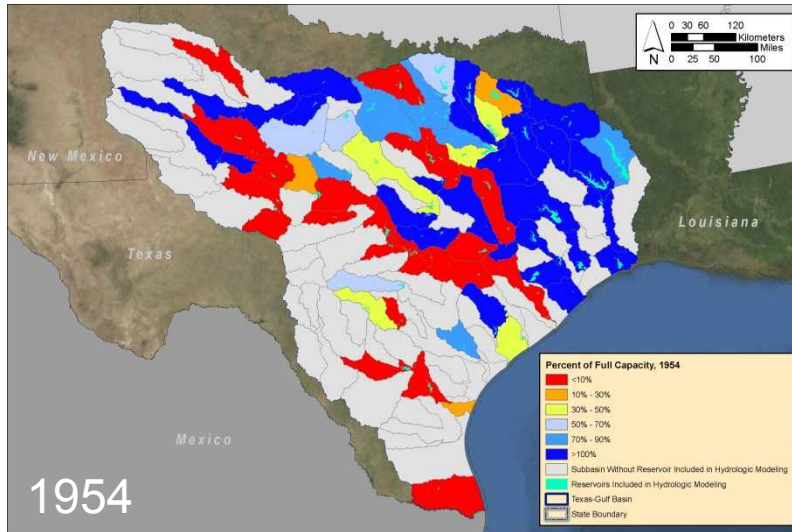 0 30 60 120
Kilometers
Miles
0 25 50 100
N
New Mexico
Texas
Louisiana
Mexico
Percent of Full Capacity, 1954
<10%
10% - 30%
30% - 50%
50% - 70%
70% - 90%
>100%
Subbasin Without Reservoir Included in Hydrologic Modeling
Reservoirs Included in Hydrologic Modeling
Texas-Gulf Basin
State Boundary
1954